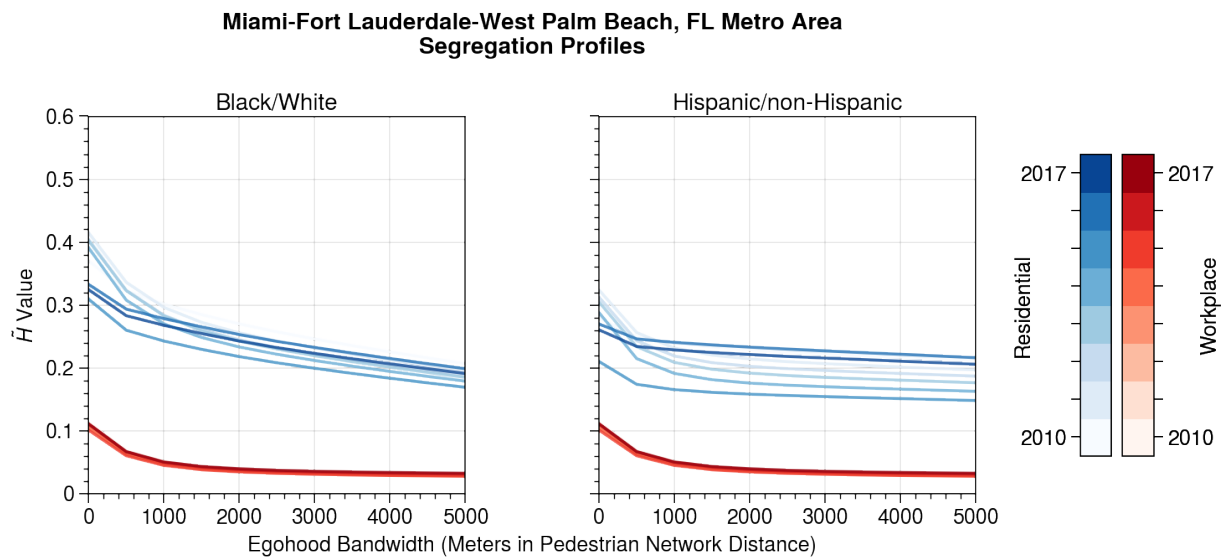 Miami-Fort Lauderdale-West Palm Beach, FL Metro Area
Segregation Profiles
Black/White
Hispanic/non-Hispanic
0.6
0.5
0.4
0.3
0.2
0.1
0
H̃ Value
0 1000 2000 3000 4000 5000
0 1000 2000 3000 4000 5000
Egohood Bandwidth (Meters in Pedestrian Network Distance)
2017 2017
Residential
Workplace
2010 2010